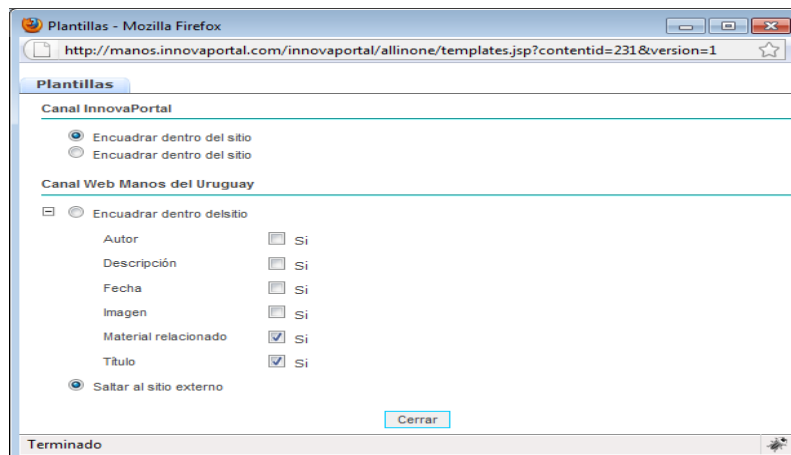 Plantillas - Mozilla Firefox
http://manos.innovaportal.com/innovaportal/allinone/templates.jsp?contentid=231&version=1
Plantillas
Canal InnovaPortal
Encuadrar dentro del sitio
Encuadrar dentro del sitio
Canal Web Manos del Uruguay
Encuadrar dentro delsitio
Autor Si
Descripción Si
Fecha Si
Imagen Si
Material relacionado Si
Título Si
Saltar al sitio externo
Cerrar
Terminado